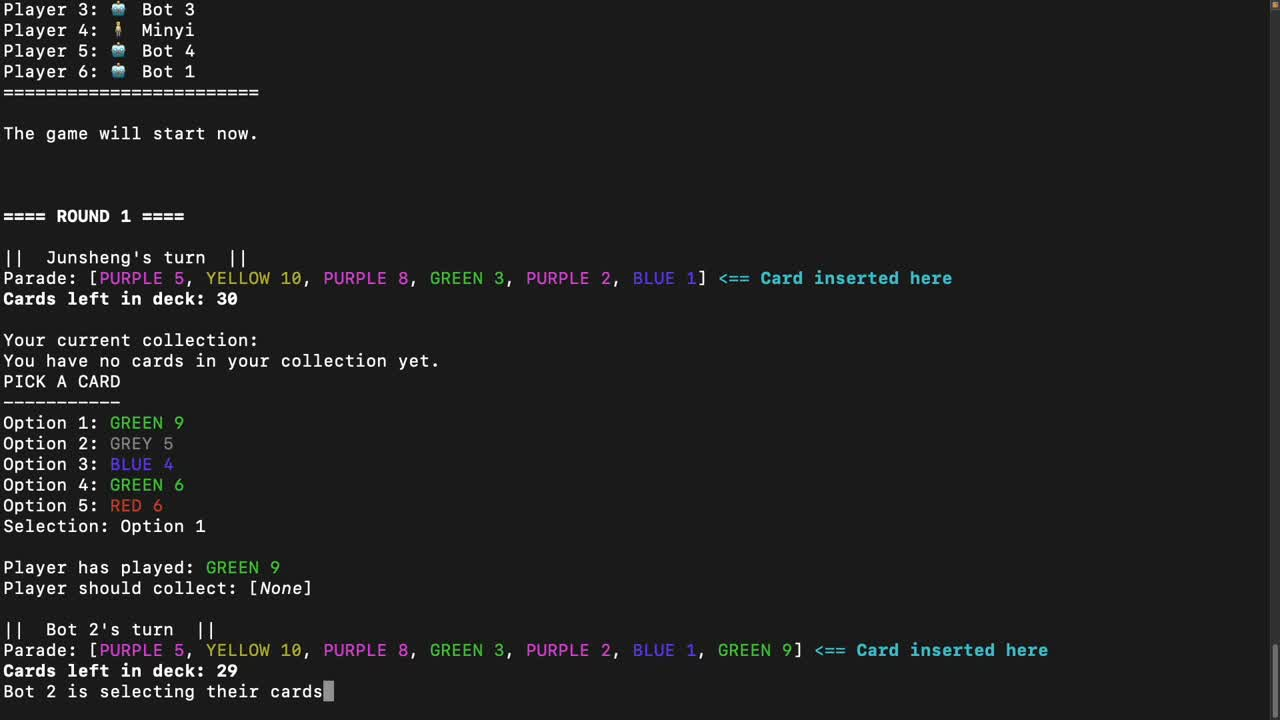 Player 3: 🤖 Bot 3
Player 4: 🧍 Minyi
Player 5: 🤖 Bot 4
Player 6: 🤖 Bot 1
========================
The game will start now.
==== ROUND 1 ====
||  Junsheng's turn  ||
Parade: [PURPLE 5, YELLOW 10, PURPLE 8, GREEN 3, PURPLE 2, BLUE 1] <== Card inserted here
Cards left in deck: 30
Your current collection:
You have no cards in your collection yet.
PICK A CARD
-----------
Option 1: GREEN 9
Option 2: GREY 5
Option 3: BLUE 4
Option 4: GREEN 6
Option 5: RED 6
Selection: Option 1
Player has played: GREEN 9
Player should collect: [None]
||  Bot 2's turn  ||
Parade: [PURPLE 5, YELLOW 10, PURPLE 8, GREEN 3, PURPLE 2, BLUE 1, GREEN 9] <== Card inserted here
Cards left in deck: 29
Bot 2 is selecting their cards